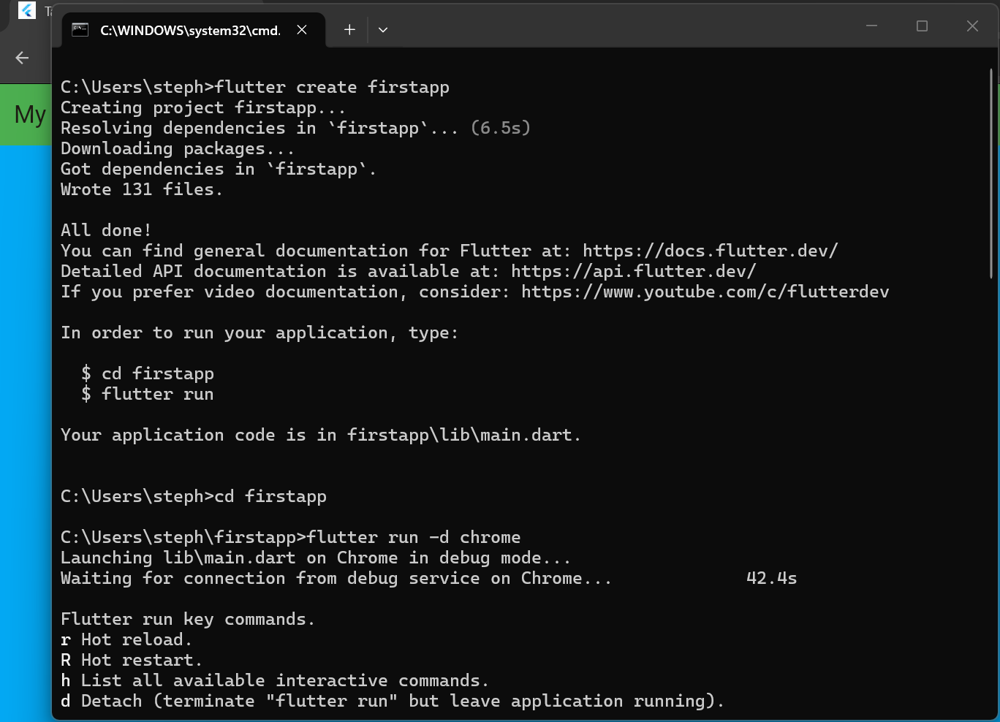 C:\WINDOWS\system32\cmd.
My
C:\Users\steph>flutter create firstapp
Creating project firstapp...
Resolving dependencies in `firstapp`... (6.5s)
Downloading packages...
Got dependencies in `firstapp`.
Wrote 131 files.
All done!
You can find general documentation for Flutter at: https://docs.flutter.dev/
Detailed API documentation is available at: https://api.flutter.dev/
If you prefer video documentation, consider: https://www.youtube.com/c/flutterdev
In order to run your application, type:
$ cd firstapp
$ flutter run
Your application code is in firstapp\lib\main.dart.
C:\Users\steph>cd firstapp
C:\Users\steph\firstapp>flutter run -d chrome
Launching lib\main.dart on Chrome in debug mode...
Waiting for connection from debug service on Chrome... 42.4s
Flutter run key commands.
r Hot reload.
R Hot restart.
h List all available interactive commands.
d Detach (terminate "flutter run" but leave application running).